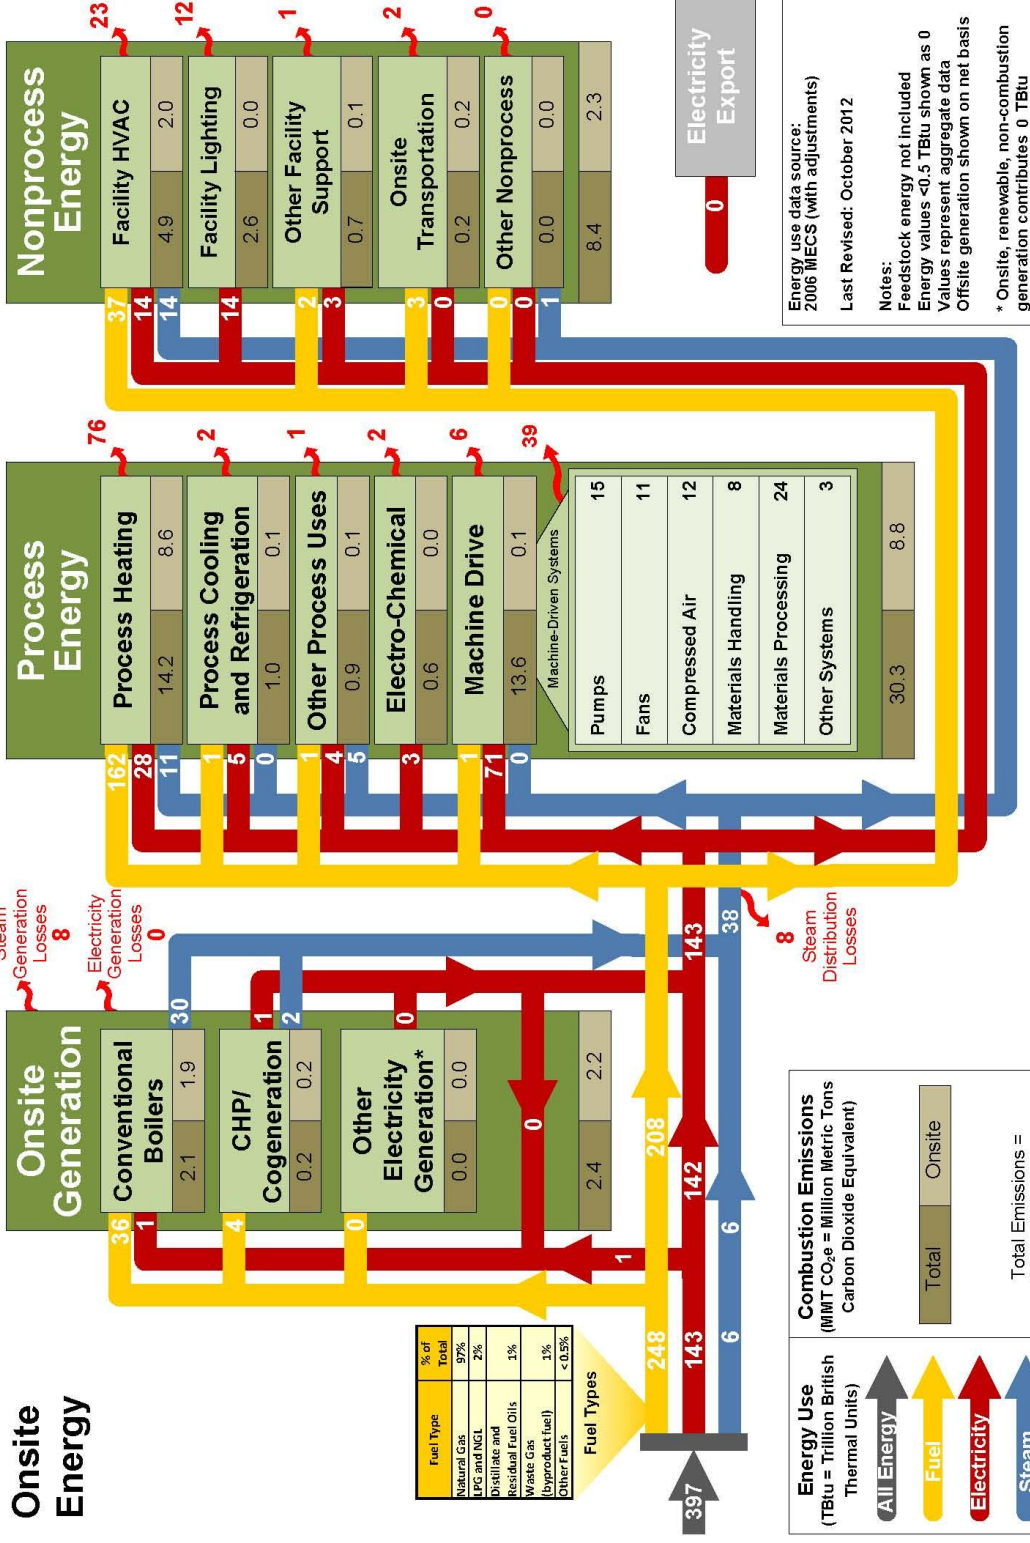 Onsite
Energy
Onsite
Generation
Conventional
Boilers
2.1 1.9
CHP/
Cogeneration
0.2 0.2
Other
Electricity
Generation*
0.0 0.0
2.4 2.2
36
1
4
0
30
1
2
0
Steam
Generation
Losses
8
Electricity
Generation
Losses
0
Process
Energy
Process Heating
14.2 8.6
Process Cooling
and Refrigeration
1.0 0.1
Other Process Uses
0.9 0.1
Electro-Chemical
0.6 0.0
Machine Drive
13.6 0.1
Machine-Driven Systems
Pumps 15
Fans 11
Compressed Air 12
Materials Handling 8
Materials Processing 24
Other Systems 3
30.3 8.8
162
28
11
1
5
0
1
4
5
3
1
71
0
76
2
1
2
6
39
Nonprocess
Energy
Facility HVAC
4.9 2.0
Facility Lighting
2.6 0.0
Other Facility
Support
0.7 0.1
Onsite
Transportation
0.2 0.2
Other Nonprocess
0.0 0.0
8.4 2.3
37
14
14
14
2
3
3
0
0
0
1
23
12
1
2
0
Fuel Type % of
Total
Natural Gas 97%
LPG and NGL 2%
Distillate and
Residual Fuel Oils 1%
Waste Gas
(byproduct fuel) 1%
Other Fuels < 0.5%
Fuel Types
397
248 208
143 1 142 0 143
6 6 38
8
Steam
Distribution
Losses
0
Electricity
Export
Energy Use
(TBtu = Trillion British
Thermal Units)
All Energy
Fuel
Electricity
Steam
Combustion Emissions
(MMT CO₂e = Million Metric Tons
Carbon Dioxide Equivalent)
Total Onsite
Total Emissions =
Energy use data source:
2006 MECS (with adjustments)
Last Revised: October 2012
Notes:
Feedstock energy not included
Energy values <0.5 TBtu shown as 0
Values represent aggregate data
Offsite generation shown on net basis
* Onsite, renewable, non-combustion
generation contributes 0 TBtu